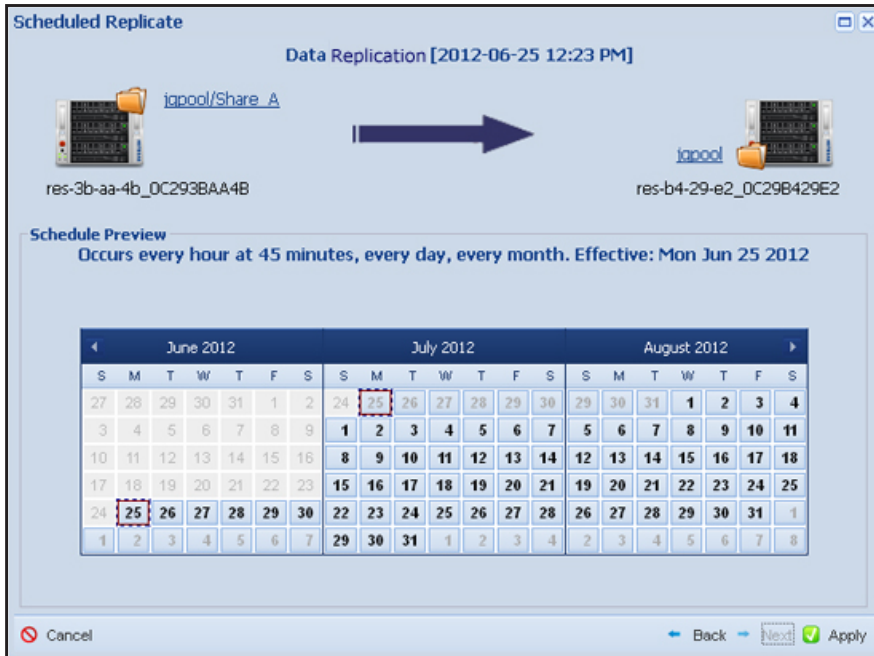 Scheduled Replicate
Data Replication [2012-06-25 12:23 PM]
jqpool/Share_A
jqpool
res-3b-aa-4b_0C293BAA4B
res-b4-29-e2_0C29B429E2
Schedule Preview
Occurs every hour at 45 minutes, every day, every month. Effective: Mon Jun 25 2012
June 2012 July 2012 August 2012
S M T W T F S S M T W T F S S M T W T F S
27 28 29 30 31 1 2 24 25 26 27 28 29 30 29 30 31 1 2 3 4
3 4 5 6 7 8 9 1 2 3 4 5 6 7 5 6 7 8 9 10 11
10 11 12 13 14 15 16 8 9 10 11 12 13 14 12 13 14 15 16 17 18
17 18 19 20 21 22 23 15 16 17 18 19 20 21 19 20 21 22 23 24 25
24 25 26 27 28 29 30 22 23 24 25 26 27 28 26 27 28 29 30 31 1
1 2 3 4 5 6 7 29 30 31 1 2 3 4 2 3 4 5 6 7 8
Cancel Back Next Apply